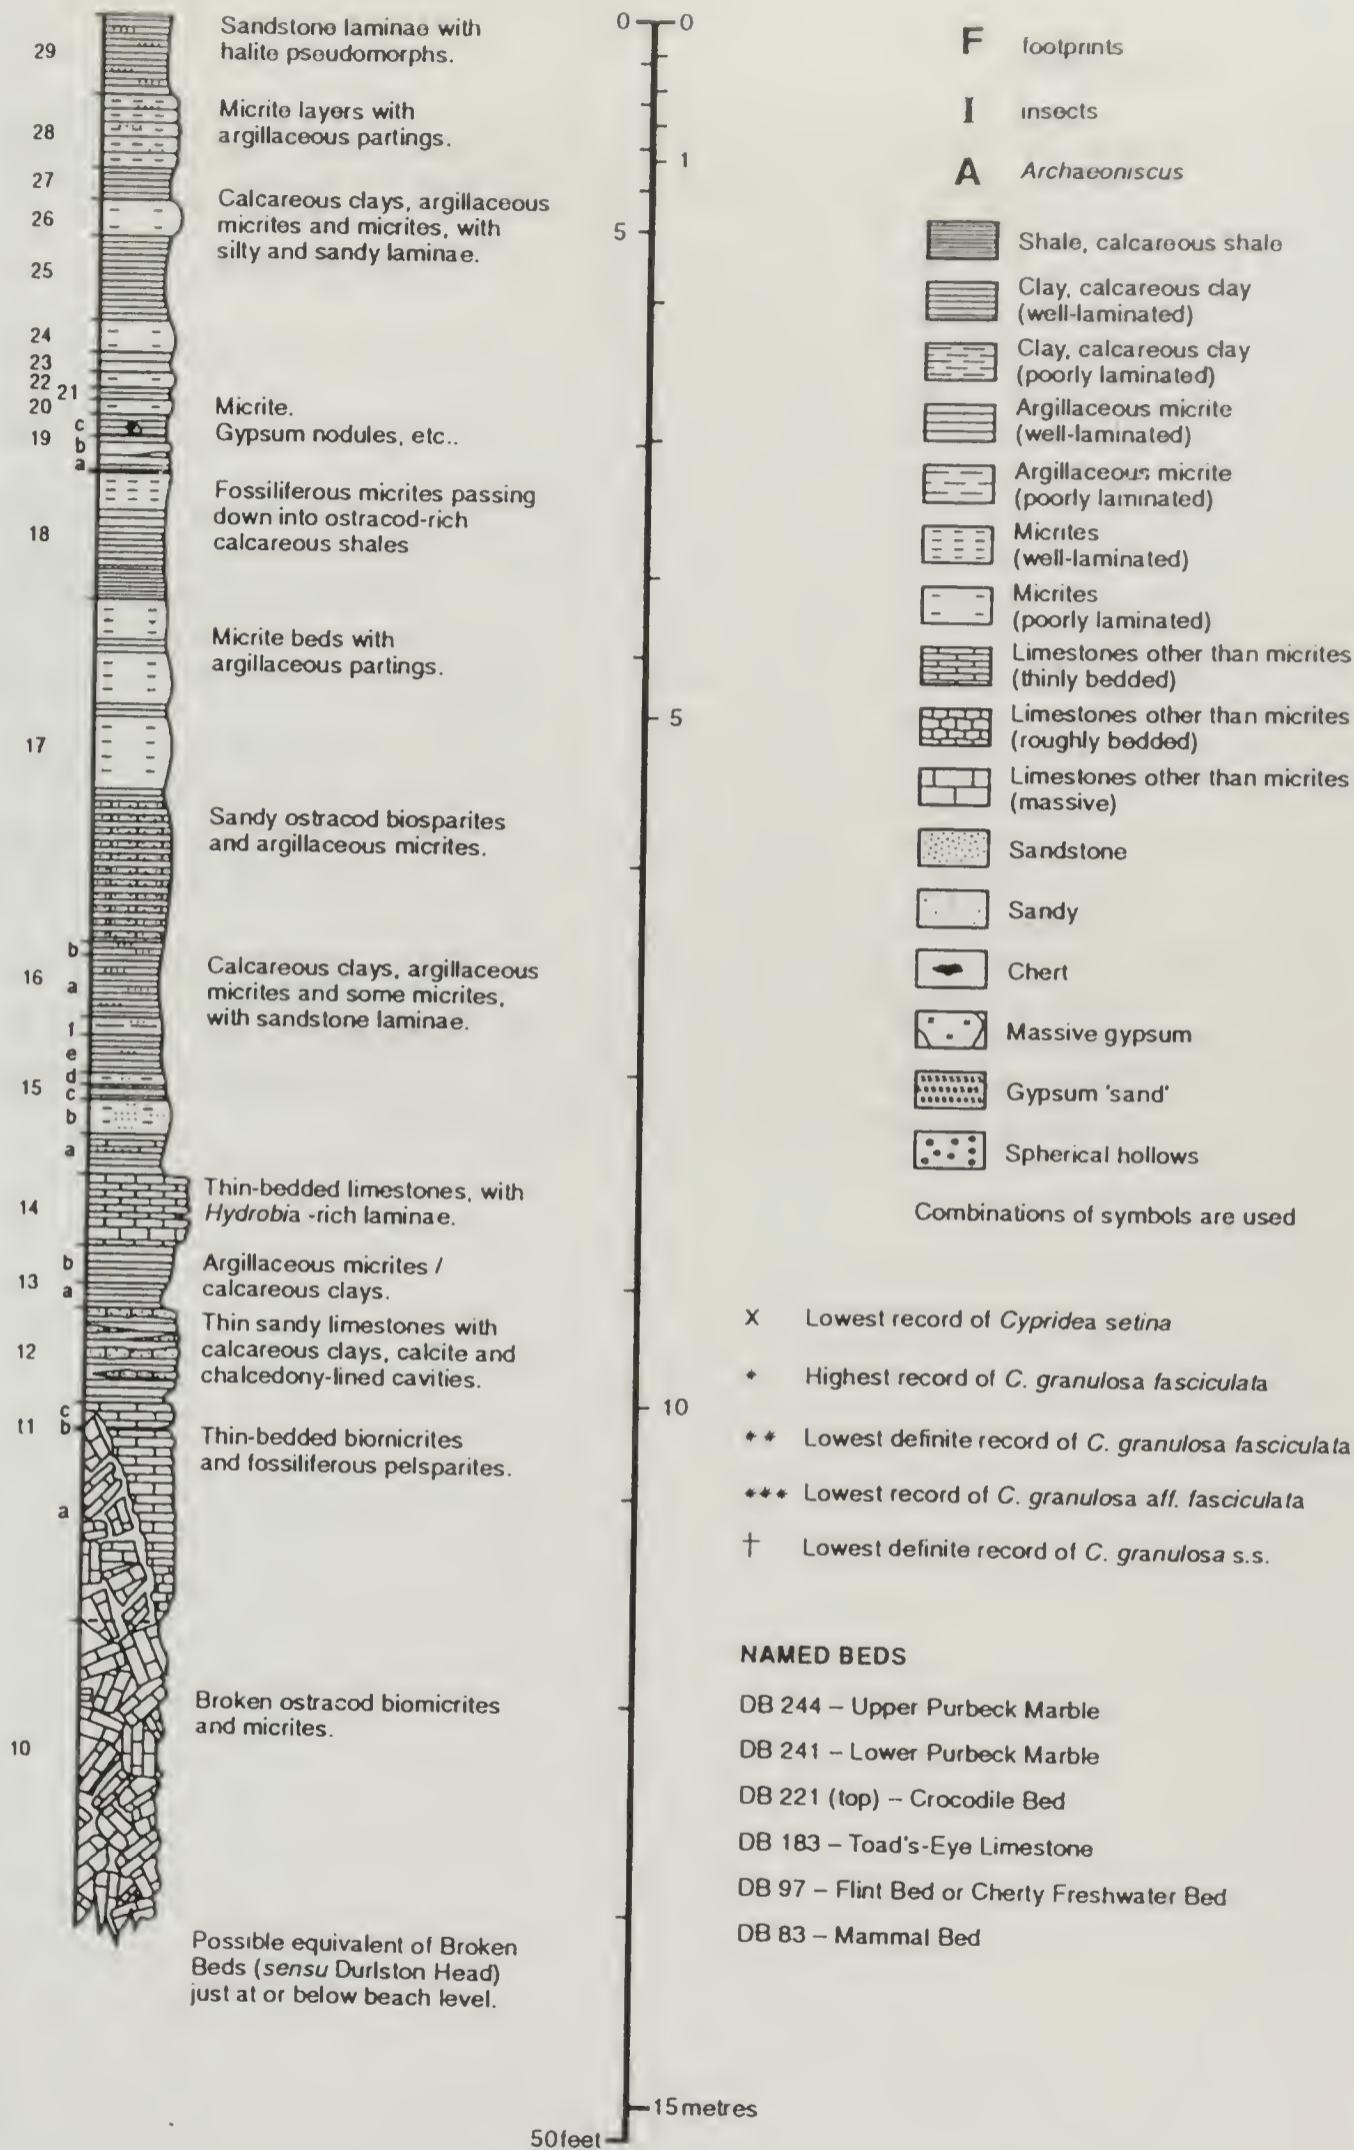 29
Sandstone laminae with
halite pseudomorphs.
28
Micrite layers with
argillaceous partings.
27
26
Calcareous clays, argillaceous
micrites and micrites, with
silty and sandy laminae.
25
24
23
22
21
20
Micrite.
Gypsum nodules, etc..
19
c
b
a
18
Fossiliferous micrites passing
down into ostracod-rich
calcareous shales
17
Micrite beds with
argillaceous partings.
Sandy ostracod biosparites
and argillaceous micrites.
16
b
a
Calcareous clays, argillaceous
micrites and some micrites,
with sandstone laminae.
15
f
e
d
c
b
a
14
Thin-bedded limestones, with
Hydrobia -rich laminae.
13
b
a
Argillaceous micrites /
calcareous clays.
12
Thin sandy limestones with
calcareous clays, calcite and
chalcedony-lined cavities.
11
c
b
a
Thin-bedded biomicrites
and fossiliferous pelsparites.
10
Broken ostracod biomicrites
and micrites.
Possible equivalent of Broken
Beds (sensu Durlston Head)
just at or below beach level.
0 0
1
5
5
10
15 metres
50 feet
F footprints
I insects
A Archaeoniscus
Shale, calcareous shale
Clay, calcareous clay
(well-laminated)
Clay, calcareous clay
(poorly laminated)
Argillaceous micrite
(well-laminated)
Argillaceous micrite
(poorly laminated)
Micrites
(well-laminated)
Micrites
(poorly laminated)
Limestones other than micrites
(thinly bedded)
Limestones other than micrites
(roughly bedded)
Limestones other than micrites
(massive)
Sandstone
Sandy
Chert
Massive gypsum
Gypsum 'sand'
Spherical hollows
Combinations of symbols are used
X Lowest record of Cypridea setina
* Highest record of C. granulosa fasciculata
** Lowest definite record of C. granulosa fasciculata
*** Lowest record of C. granulosa aff. fasciculata
† Lowest definite record of C. granulosa s.s.
NAMED BEDS
DB 244 – Upper Purbeck Marble
DB 241 – Lower Purbeck Marble
DB 221 (top) – Crocodile Bed
DB 183 – Toad's-Eye Limestone
DB 97 – Flint Bed or Cherty Freshwater Bed
DB 83 – Mammal Bed